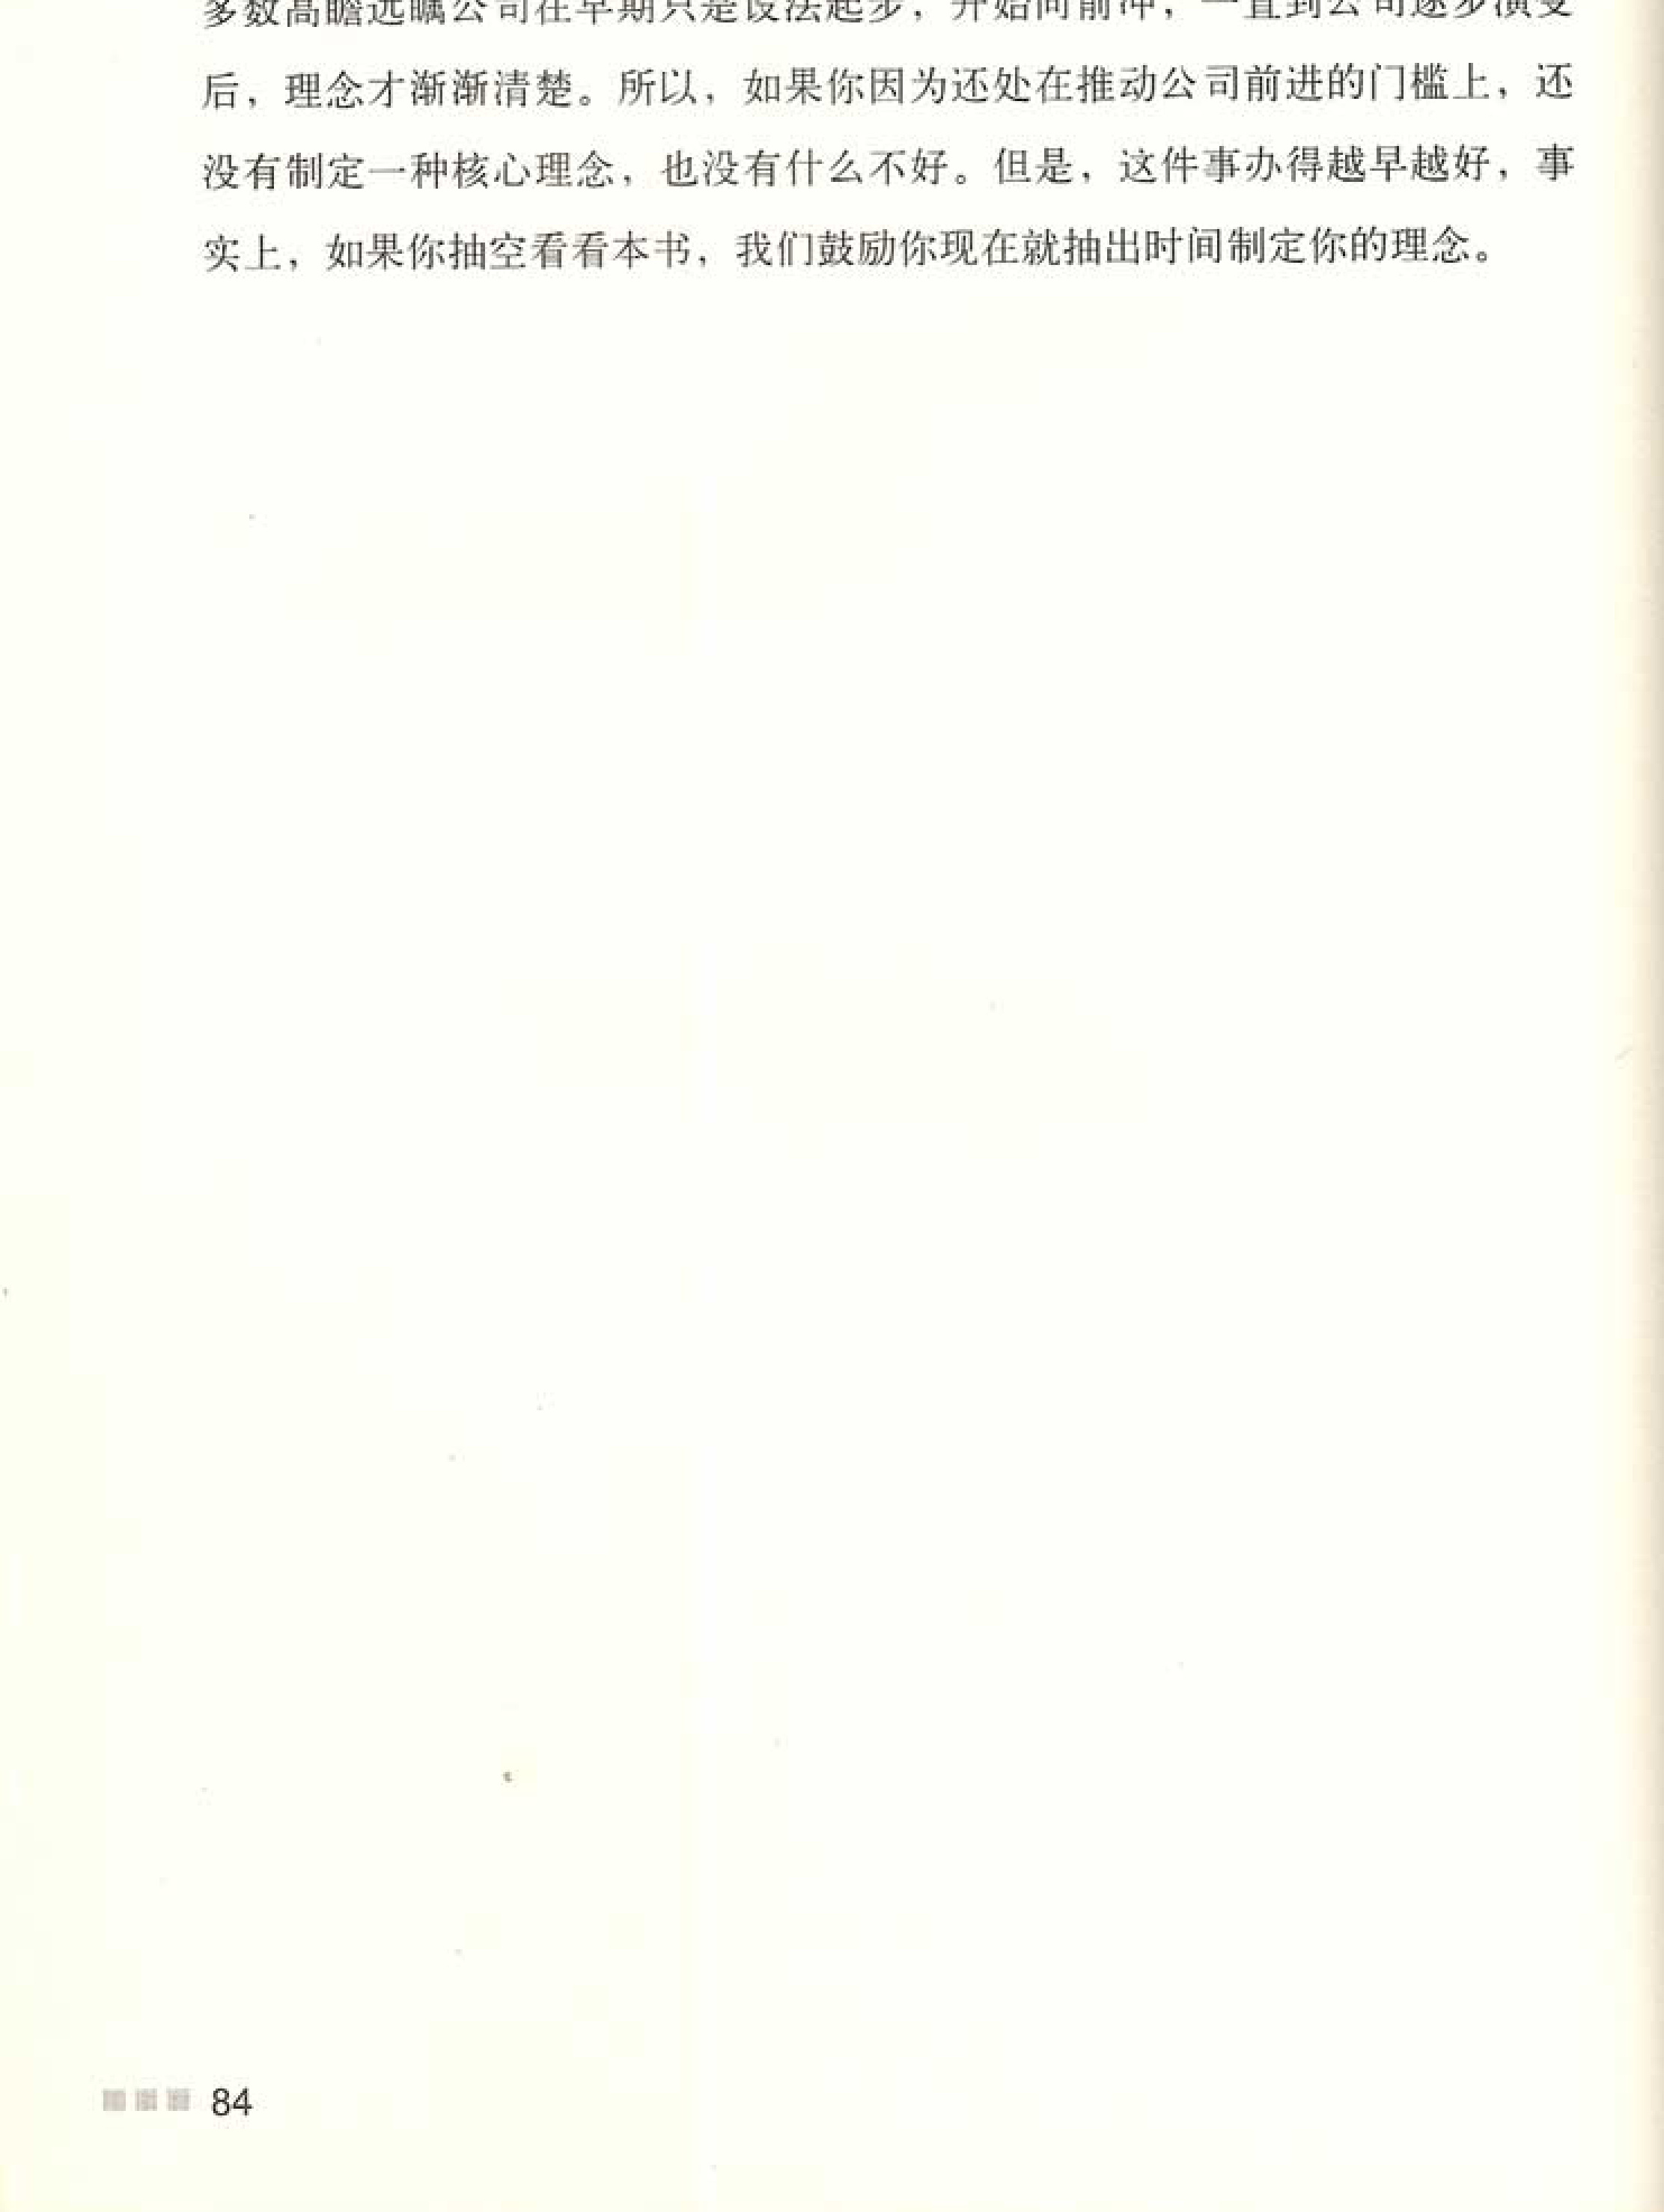 多数高瞻远瞩公司在早期只是设法起步，开始向前冲，一直到公司逐步演变
后，理念才渐渐清楚。所以，如果你因为还处在推动公司前进的门槛上，还
没有制定一种核心理念，也没有什么不好。但是，这件事办得越早越好，事
实上，如果你抽空看看本书，我们鼓励你现在就抽出时间制定你的理念。
84